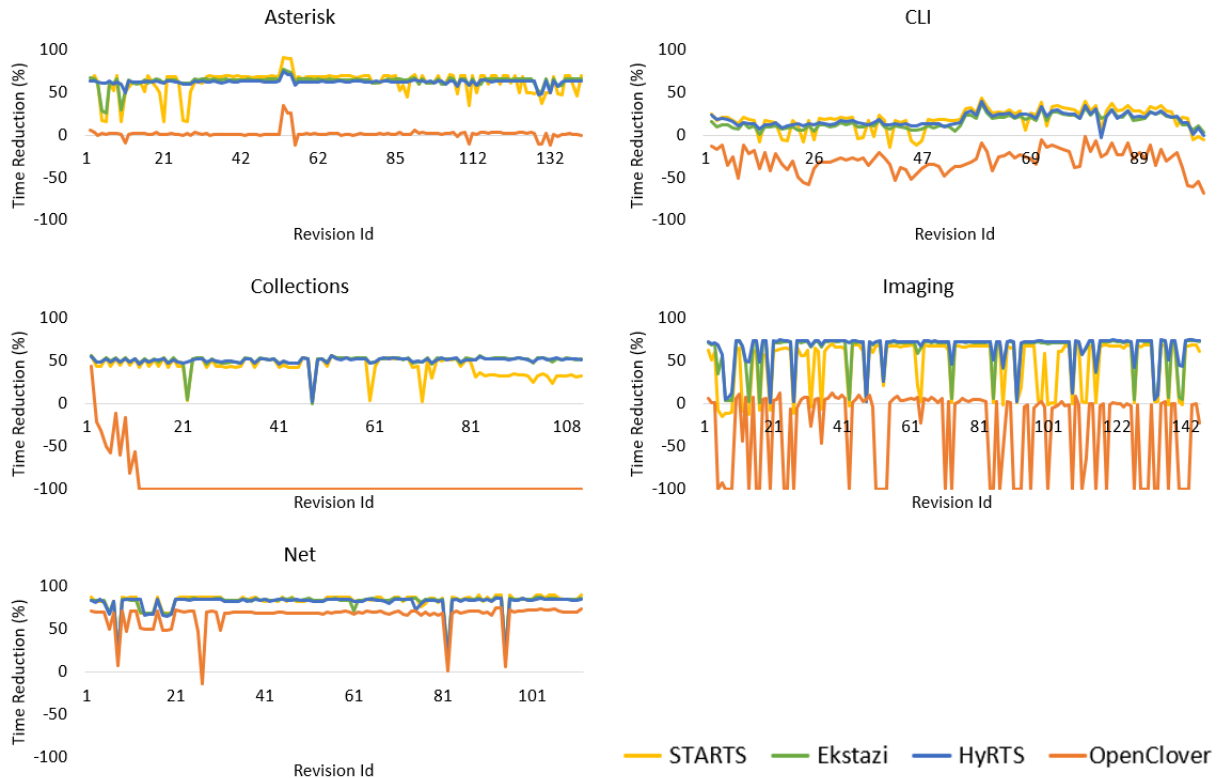 Asterisk
Time Reduction (%)
100
50
0
-50
-100
1 21 42 62 85 112 132
Revision Id
CLI
Time Reduction (%)
100
50
0
-50
-100
1 26 47 69 89
Revision Id
Collections
Time Reduction (%)
100
50
0
-50
-100
1 21 41 61 81 108
Revision Id
Imaging
Time Reduction (%)
100
50
0
-50
-100
1 21 41 61 81 101 122 142
Revision Id
Net
Time Reduction (%)
100
50
0
-50
-100
1 21 41 61 81 101
Revision Id
STARTS Ekstazi HyRTS OpenClover